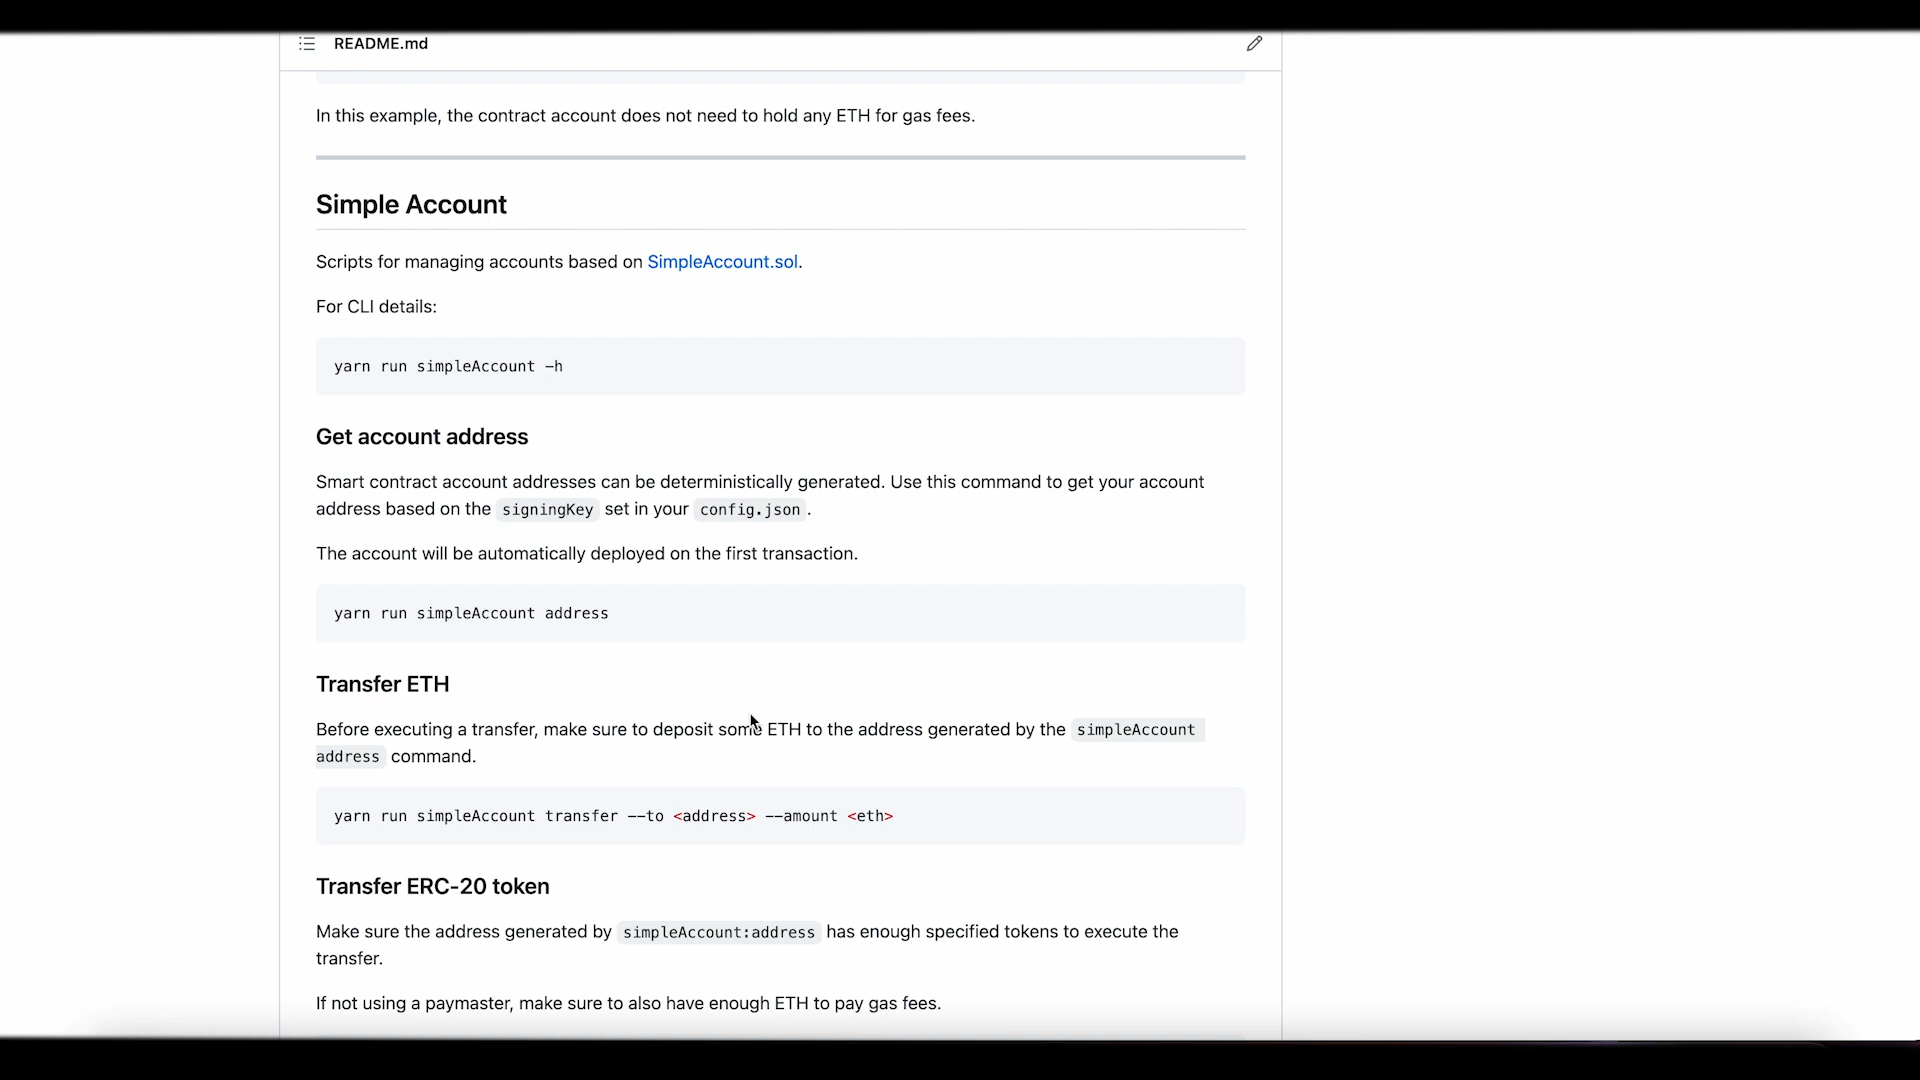 README.md
In this example, the contract account does not need to hold any ETH for gas fees.
Simple Account
Scripts for managing accounts based on SimpleAccount.sol.
For CLI details:
yarn run simpleAccount -h
Get account address
Smart contract account addresses can be deterministically generated. Use this command to get your account
address based on the signingKey set in your config.json.
The account will be automatically deployed on the first transaction.
yarn run simpleAccount address
Transfer ETH
Before executing a transfer, make sure to deposit some ETH to the address generated by the simpleAccount
address command.
yarn run simpleAccount transfer --to <address> --amount <eth>
Transfer ERC-20 token
Make sure the address generated by simpleAccount:address has enough specified tokens to execute the
transfer.
If not using a paymaster, make sure to also have enough ETH to pay gas fees.